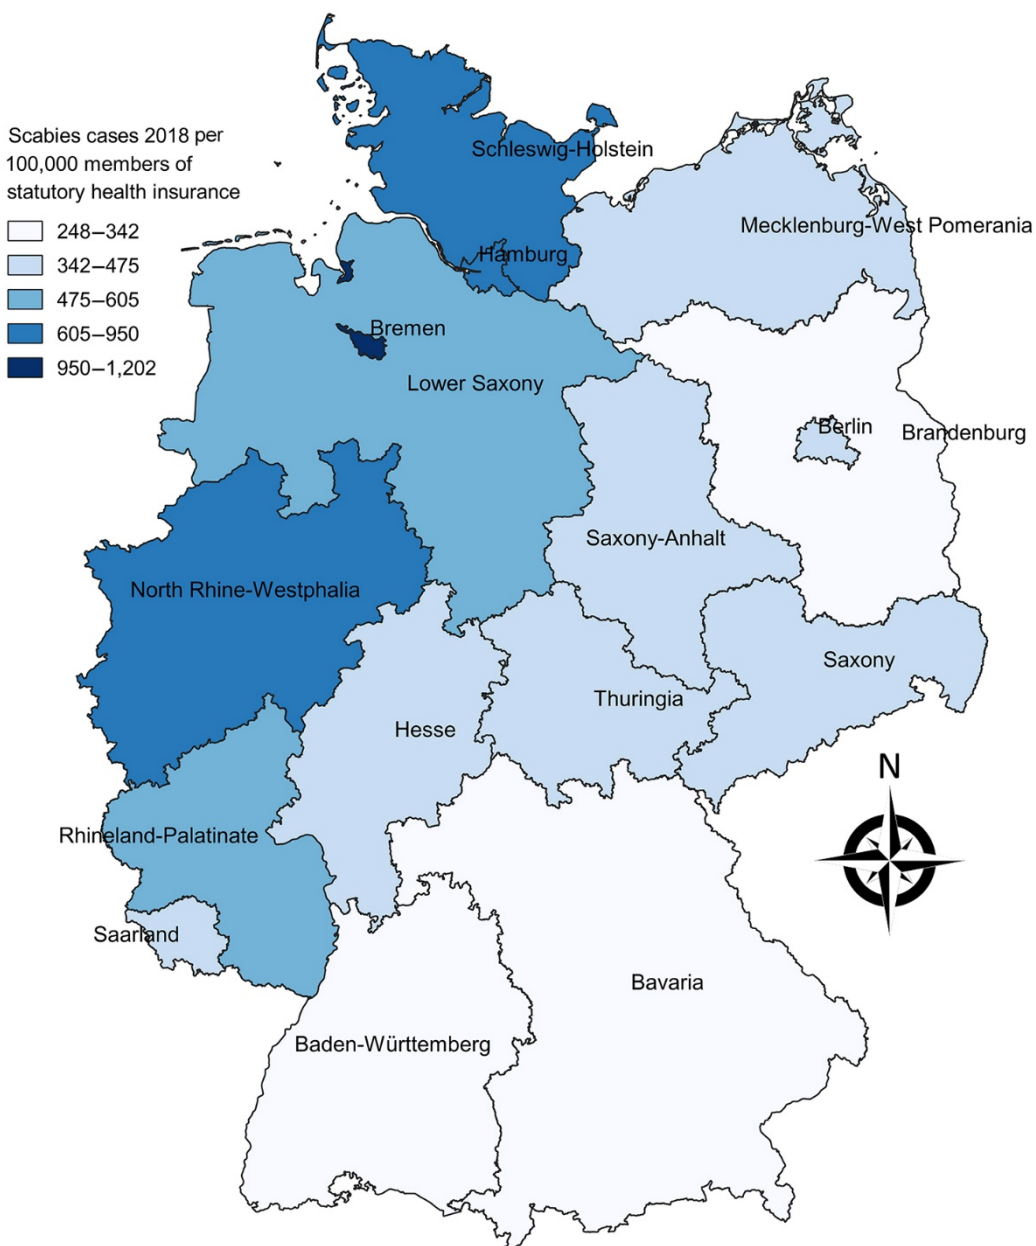 Scabies cases 2018 per
100,000 members of
statutory health insurance
248–342
342–475
475–605
605–950
950–1,202
Schleswig-Holstein
Mecklenburg-West Pomerania
Hamburg
Bremen
Lower Saxony
Berlin
Brandenburg
Saxony-Anhalt
North Rhine-Westphalia
Saxony
Thuringia
Hesse
N
Rhineland-Palatinate
Saarland
Bavaria
Baden-Württemberg